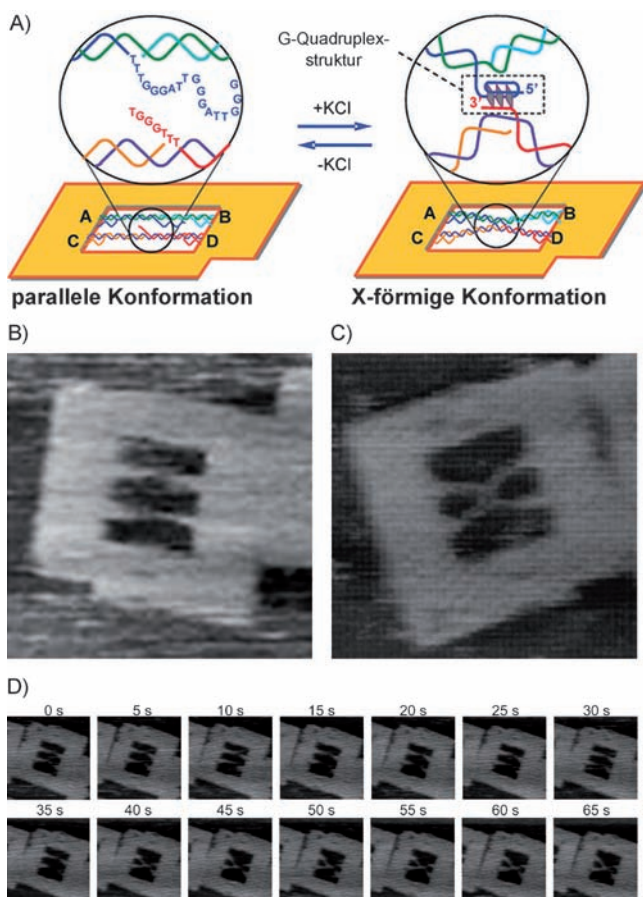 A)
G-Quadruplex-
struktur
T
T
T
G
G
G
A
T
T
G
G
G
A
T
T
G
G
G
TGGGTTT
3'
5'
+KCl
-KCl
A
B
C
D
A
B
C
D
parallele Konformation
X-förmige Konformation
B)
C)
D)
0 s 5 s 10 s 15 s 20 s 25 s 30 s
35 s 40 s 45 s 50 s 55 s 60 s 65 s